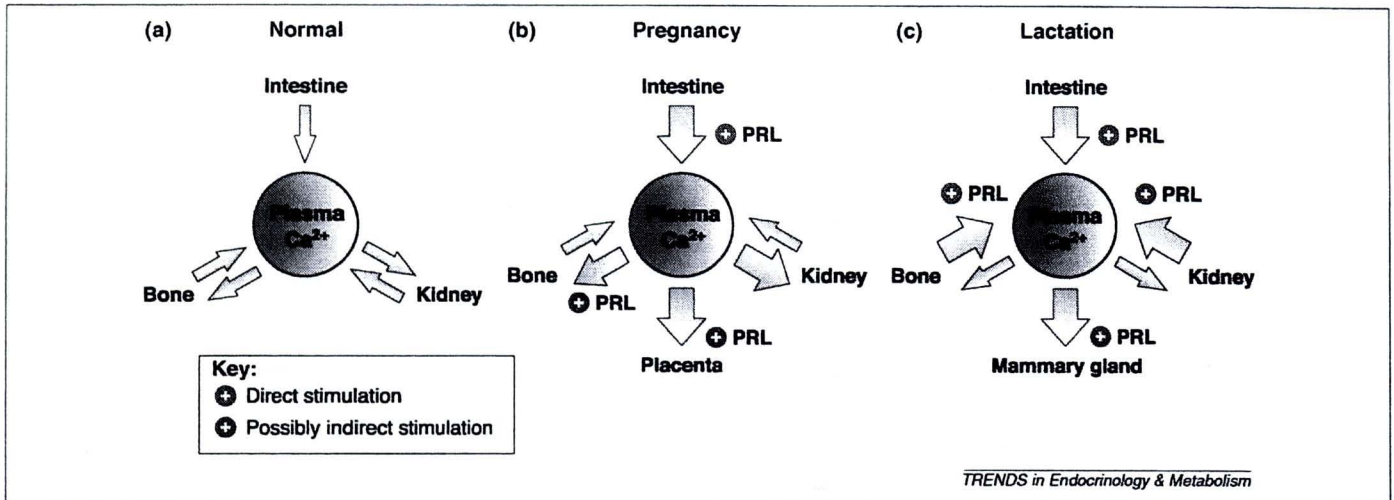 (a) Normal
Intestine
Plasma
Ca²⁺
Bone
Kidney
(b) Pregnancy
Intestine
PRL
Plasma
Ca²⁺
Bone
PRL
Kidney
PRL
Placenta
(c) Lactation
Intestine
PRL
PRL
PRL
Plasma
Ca²⁺
Bone
Kidney
PRL
Mammary gland
Key:
Direct stimulation
Possibly indirect stimulation
TRENDS in Endocrinology & Metabolism